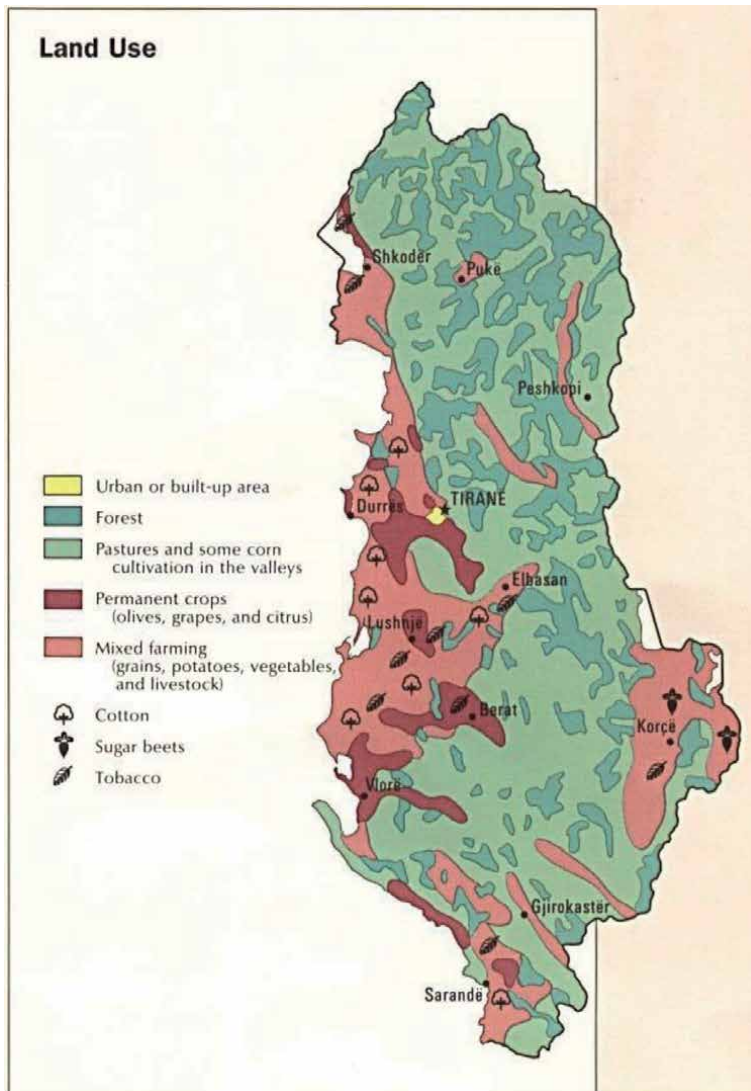 Land Use
Shkodër
Pukë
Peshkopi
Urban or built-up area
Forest
Pastures and some corn
cultivation in the valleys
Permanent crops
(olives, grapes, and citrus)
Mixed farming
(grains, potatoes, vegetables,
and livestock)
Cotton
Sugar beets
Tobacco
TIRANE
Durrës
Elbasan
Lushnjë
Berat
Korçë
Vlorë
Gjirokastër
Sarandë